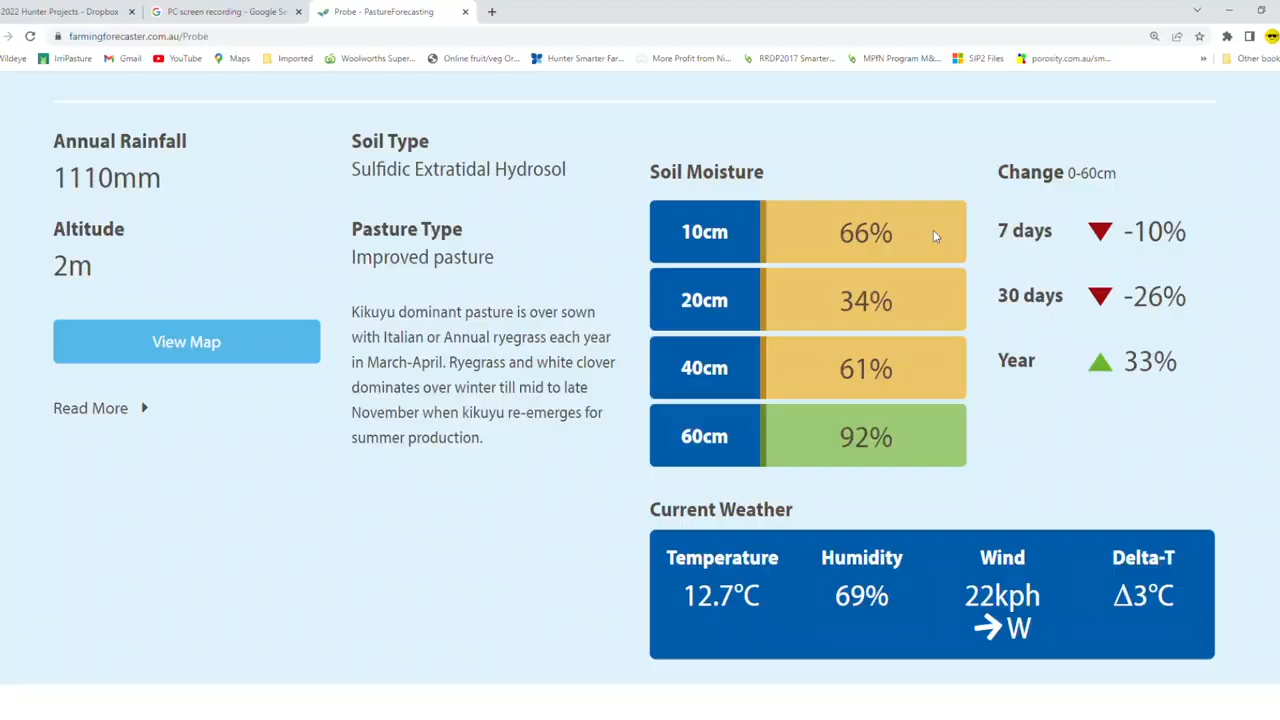 2022 Hunter Projects - Dropbox
PC screen recording - Google Se
Probe - PastureForecasting
farmingforecaster.com.au/Probe
Wildeye
IrriPasture
Gmail
YouTube
Maps
Imported
Woolworths Super...
Online fruit/veg Or...
Hunter Smarter Far...
More Profit from Ni...
RRDP2017 Smarter...
MPfN Program M&...
SIP2 Files
porosity.com.au/sm...
»
Other book
Annual Rainfall
1110mm
Altitude
2m
View Map
Read More
Soil Type
Sulfidic Extratidal Hydrosol
Pasture Type
Improved pasture
Kikuyu dominant pasture is over sown
with Italian or Annual ryegrass each year
in March-April. Ryegrass and white clover
dominates over winter till mid to late
November when kikuyu re-emerges for
summer production.
Soil Moisture
10cm 66%
20cm 34%
40cm 61%
60cm 92%
Change 0-60cm
7 days -10%
30 days -26%
Year 33%
Current Weather
Temperature Humidity Wind Delta-T
12.7°C 69% 22kph Δ3°C
W